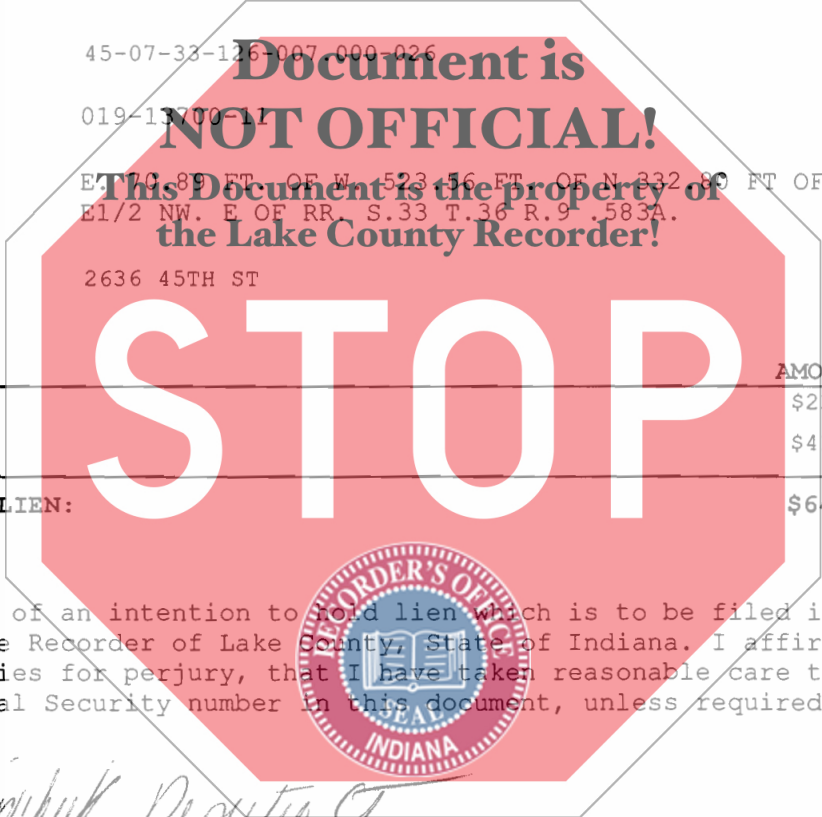 45-07-33-126-007.000-026
Document is
019-13700-11
NOT OFFICIAL!
E. 70.89 FT. OF W. 523.56 FT. OF N 332.80 FT OF
This Document is the property of
E1/2 NW. E OF RR. S.33 T.36 R.9 .583A.
the Lake County Recorder!
2636 45TH ST
STOP
AMO
$2
$4
LIEN:
$6
RECORDER'S OFFICE
of an intention to hold lien which is to be filed i
e Recorder of Lake County, State of Indiana. I affir
ies for perjury, that I have taken reasonable care t
al Security number in this document, unless required
SEAL
INDIANA
Deputy